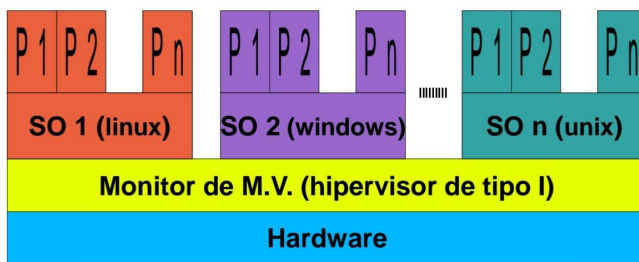 P 1 P 2 P n P 1 P 2 P n P 1 P 2 P n
SO 1 (linux) SO 2 (windows) SO n (unix)
Monitor de M.V. (hipervisor de tipo I)
Hardware